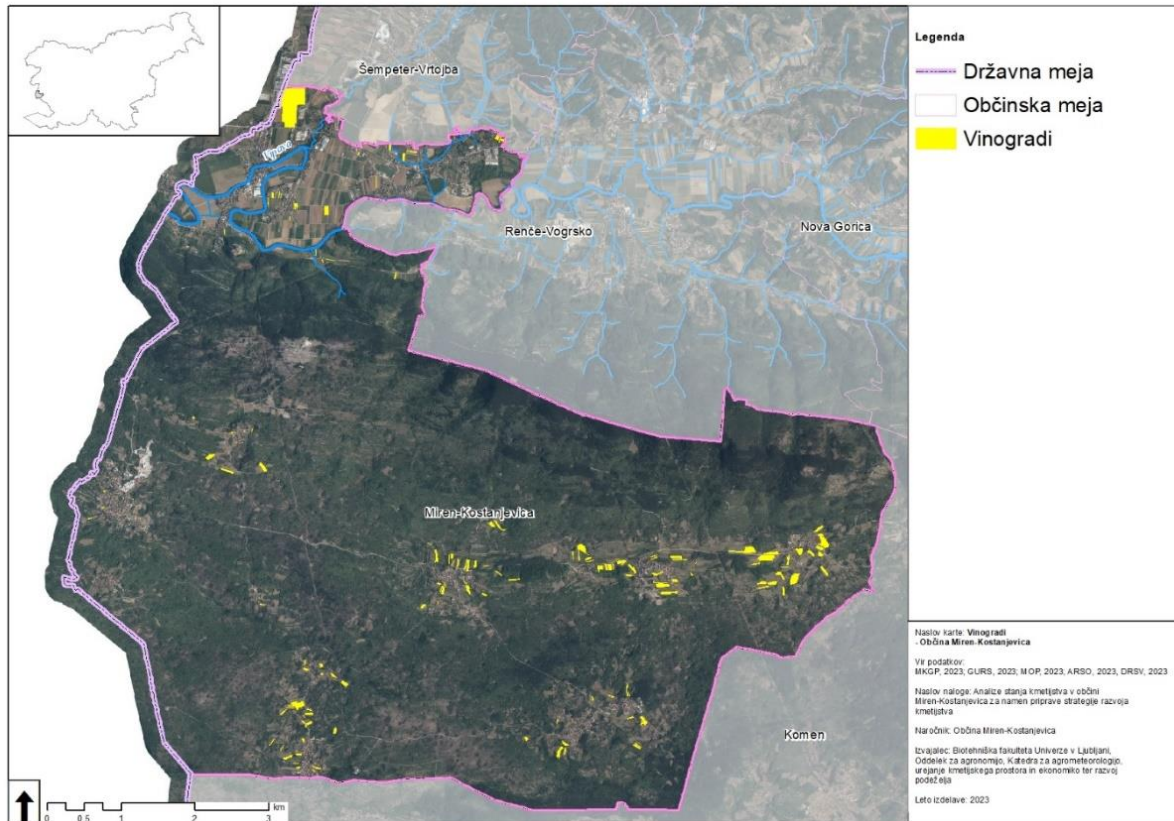 Šempeter-Vrtojba
Vipava
Renče-Vogrsko
Nova Gorica
Miren-Kostanjevica
Komen
0 0.5 1 2 3 km
Legenda
Državna meja
Občinska meja
Vinogradi
Naslov karte: Vinogradi
- Občina Miren-Kostanjevica
Vir podatkov:
MKGP, 2023; GURS, 2023; MOP, 2023; ARSO, 2023, DRSV, 2023
Naslov naloge: Analize stanja kmetijstva v občini
Miren-Kostanjevica za namen priprave strategije razvoja
kmetijstva
Naročnik: Občina Miren-Kostanjevica
Izvajalec: Biotehniška fakulteta Univerze v Ljubljani,
Oddelek za agronomijo, Katedra za agrometeorologijo,
urejanje kmetijskega prostora in ekonomiko ter razvoj
podeželja
Leto izdelave: 2023